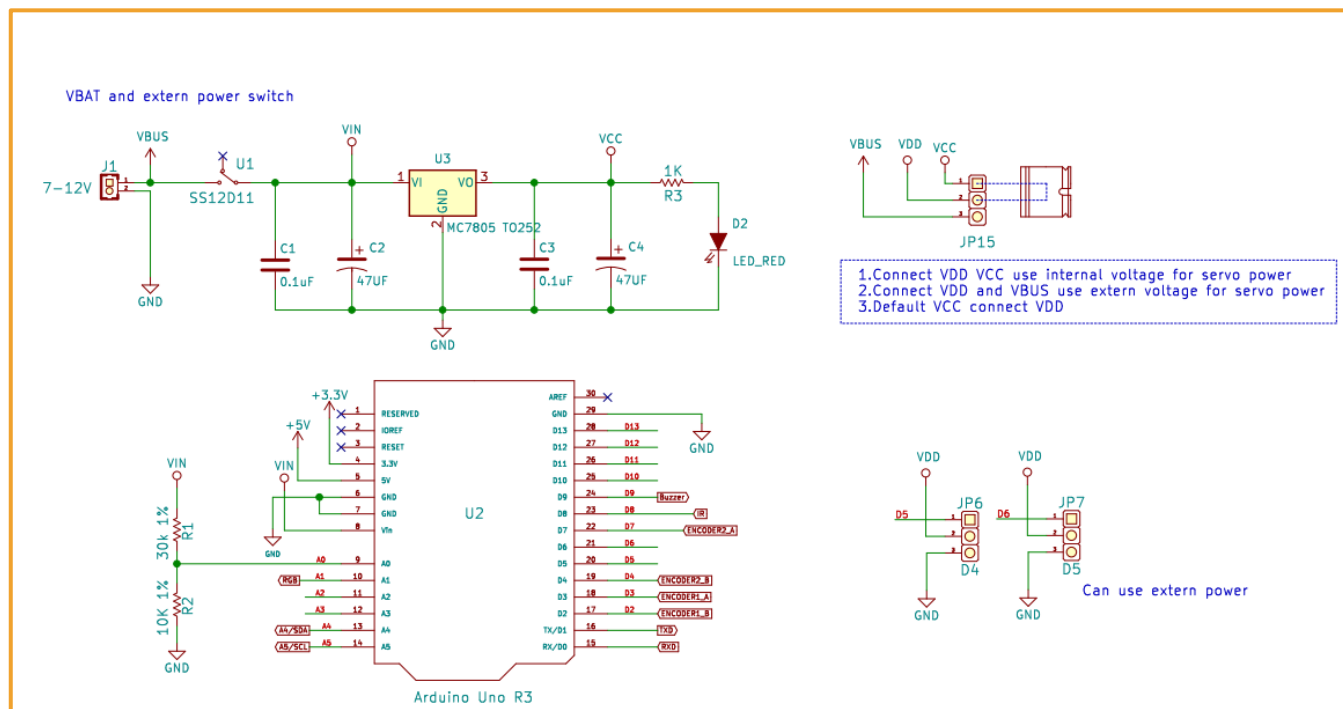 VBAT and extern power switch
VBUS
J1
7-12V
1
2
GND
U1
SS12D11
VIN
C1
0.1uF
C2
47UF
U3
1 VI
VO 3
GND
2
MC7805 TO252
GND
C3
0.1uF
VCC
C4
47UF
1K
R3
D2
LED_RED
VBUS
VDD
VCC
1
2
3
JP15
1.Connect VDD VCC use internal voltage for servo power
2.Connect VDD and VBUS use extern voltage for servo power
3.Default VCC connect VDD
VIN
30k 1%
R1
10K 1%
R2
GND
+3.3V
+5V
VIN
GND
1 RESERVED
2 IOREF
3 RESET
4 3.3V
5 5V
6 GND
7 GND
8 VIn
A0 9 A0
RGB A1 10 A1
A2 11 A2
A3 12 A3
A4/SDA A4 13 A4
A5/SCL A5 14 A5
U2
AREF 30
GND 29
GND
D13 28 D13
D12 27 D12
D11 26 D11
D10 25 D10
D9 24 D9 Buzzer
D8 23 D8 IR
D7 22 D7 ENCODER2_A
D6 21 D6
D5 20 D5
D4 19 D4 ENCODER2_B
D3 18 D3 ENCODER1_A
D2 17 D2 ENCODER1_B
TX/D1 16 TXD
RX/D0 15 RXD
Arduino Uno R3
VDD
JP6
D5
1
2
3
D4
GND
VDD
JP7
D6
1
2
3
D5
GND
Can use extern power